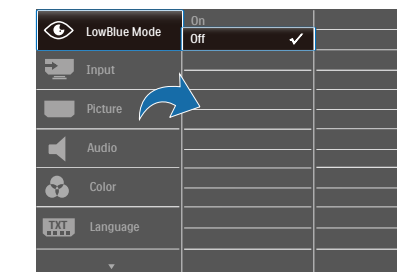 LowBlue Mode
On
Off
Input
Picture
Audio
Color
TXT
Language